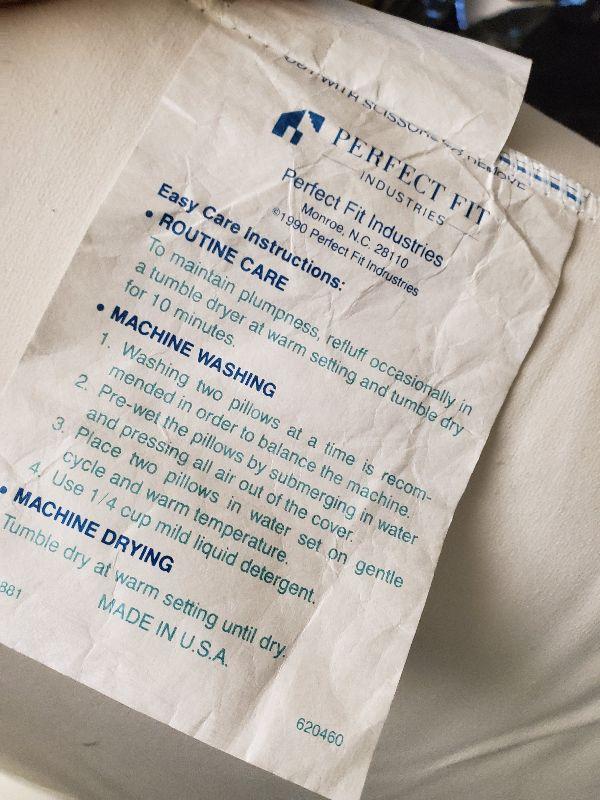 WITH SCISSORS
REMOVE
PERFECT FIT
INDUSTRIES
Perfect Fit Industries
Monroe, N.C. 28110
©1990 Perfect Fit Indrustries
Easy Care Instructions:
• ROUTINE CARE
To maintain plumpness, refluff occasionally in
a tumble dryer at warm setting and tumble dry
for 10 minutes.
• MACHINE WASHING
1. Washing two pillows at a time is recom-
mended in order to balance the machine.
2. Pre-wet the pillows by submerging in water
and pressing all air out of the cover.
3. Place two pillows in water set on gentle
cycle and warm temperature.
4. Use 1/4 cup mild liquid detergent.
• MACHINE DRYING
Tumble dry at warm setting until dry.
881
MADE IN U.S.A.
620460